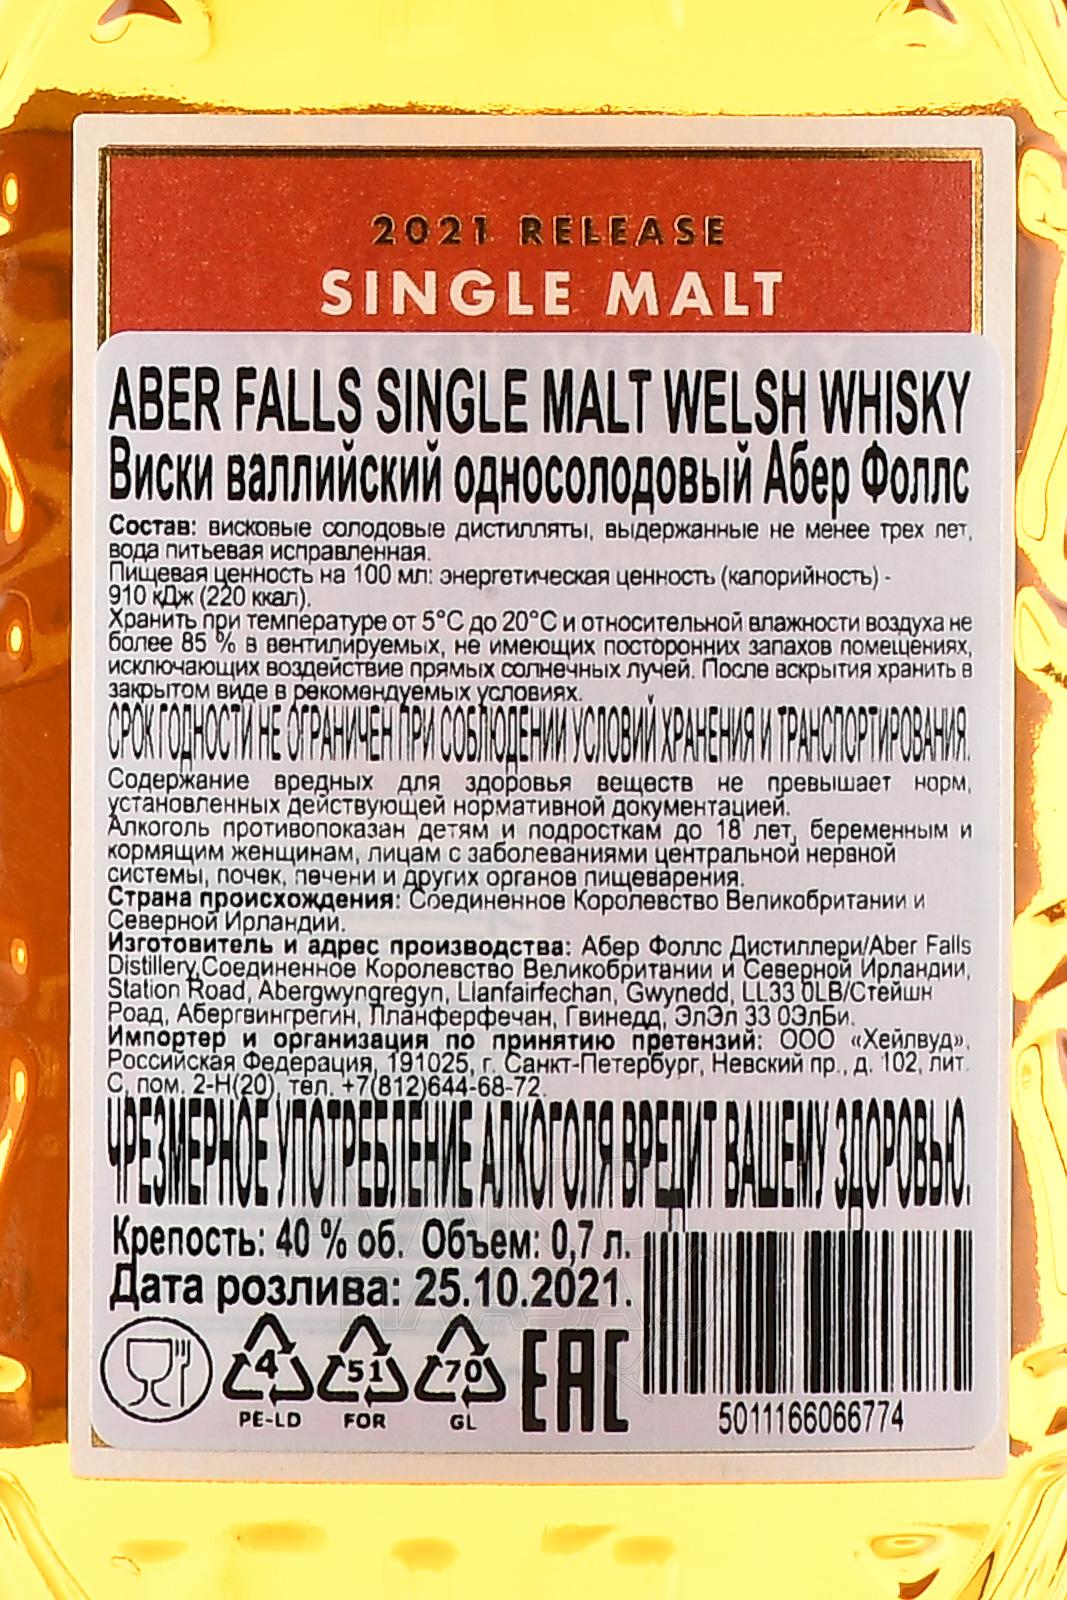 2021 RELEASE
SINGLE MALT
ABER FALLS SINGLE MALT WELSH WHISKY
Виски валлийский односолодовый Абер Фоллс
Состав: висковые солодовые дистилляты, выдержанные не менее трех лет,
вода питьевая исправленная.
Пищевая ценность на 100 мл: энергетическая ценность (калорийность) -
910 кДж (220 ккал).
Хранить при температуре от 5°С до 20°С и относительной влажности воздуха не
более 85 % в вентилируемых, не имеющих посторонних запахов помещениях,
исключающих воздействие прямых солнечных лучей. После вскрытия хранить в
закрытом виде в рекомендуемых условиях.
СРОК ГОДНОСТИ НЕ ОГРАНИЧЕН ПРИ СОБЛЮДЕНИИ УСЛОВИЙ ХРАНЕНИЯ И ТРАНСПОРТИРОВАНИЯ.
Содержание вредных для здоровья веществ не превышает норм,
установленных действующей нормативной документацией.
Алкоголь противопоказан детям и подросткам до 18 лет, беременным и
кормящим женщинам, лицам с заболеваниями центральной нервной
системы, почек, печени и других органов пищеварения.
Страна происхождения: Соединенное Королевство Великобритании и
Северной Ирландии.
Изготовитель и адрес производства: Абер Фоллс Дистиллери/Aber Falls
Distillery,Соединенное Королевство Великобритании и Северной Ирландии,
Station Road, Abergwyngregyn, Llanfairfechan, Gwynedd, LL33 0LB/Стейшн
Роад, Абергвингрегин, Лланферфечан, Гвинедд, ЭлЭл 33 0ЭлБи.
Импортер и организация по принятию претензий: ООО «Хейлвуд»,
Российская Федерация, 191025, г. Санкт-Петербург, Невский пр., д. 102, лит.
С, пом. 2-Н(20), тел. +7(812)644-68-72.
ЧРЕЗМЕРНОЕ УПОТРЕБЛЕНИЕ АЛКОГОЛЯ ВРЕДИТ ВАШЕМУ ЗДОРОВЬЮ.
Крепость: 40 % об. Объем: 0,7 л.
Дата розлива: 25.10.2021.
4 51 70 EAC
PE-LD FOR GL
5011166066774